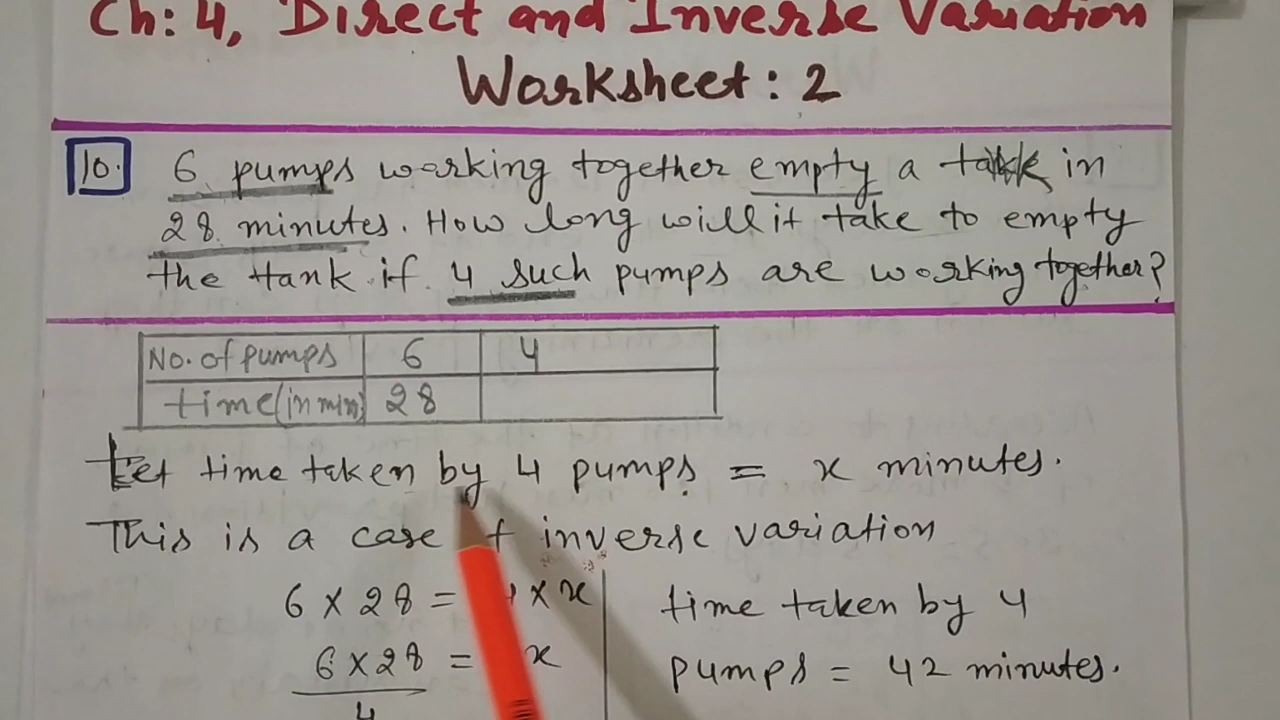 Ch: 4, Direct and Inverse Variation
Worksheet: 2
10. 6 pumps working together empty a tank in
28 minutes. How long will it take to empty
the tank if 4 such pumps are working together?
No. of pumps 6 4
time (in min) 28
Let time taken by 4 pumps = x minutes.
This is a case of inverse variation
6 × 28 = 4 × x
6 × 28 = x
4
time taken by 4
pumps = 42 minutes.